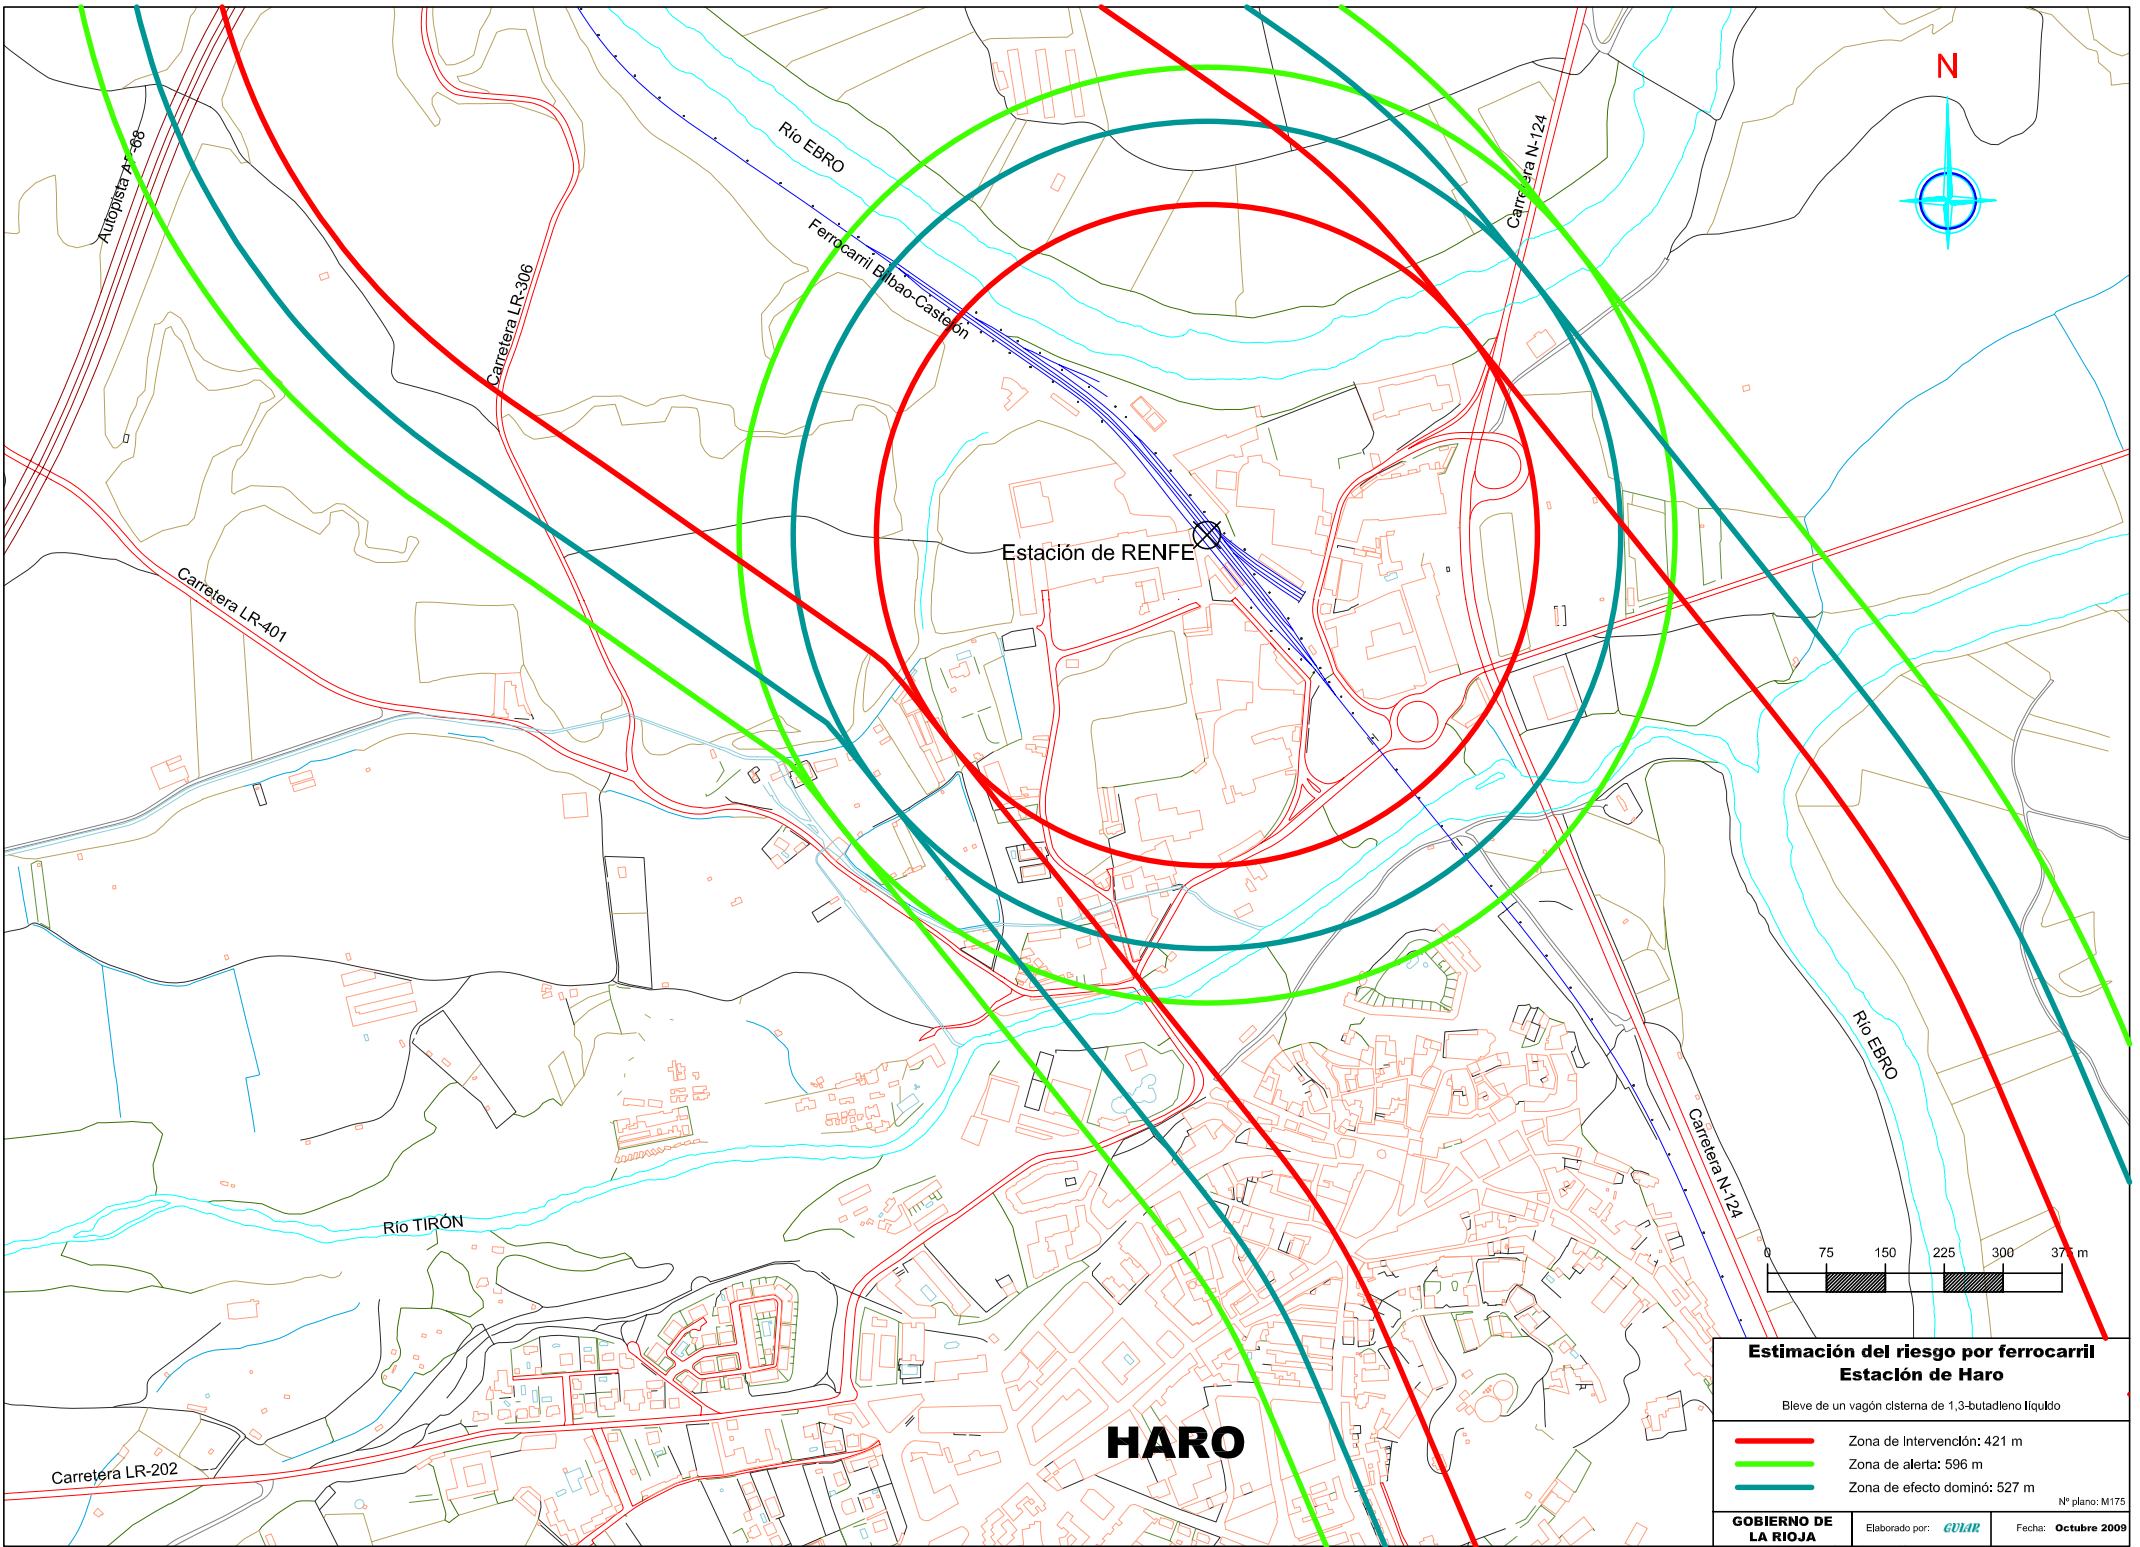 N
Autopista AP-68
Río EBRO
Carretera N-124
Ferrocarril Bilbao-Castejón
Carretera LR-306
Estación de RENFE
Carretera LR-401
Río EBRO
Carretera N-124
Río TIRÓN
0 75 150 225 300 375 m
HARO
Carretera LR-202
Estimación del riesgo por ferrocarril
Estación de Haro
Bleve de un vagón cisterna de 1,3-butadieno líquido
Zona de Intervención: 421 m
Zona de alerta: 596 m
Zona de efecto dominó: 527 m
Nº plano: M175
GOBIERNO DE
LA RIOJA
Elaborado por: GUIAR
Fecha: Octubre 2009